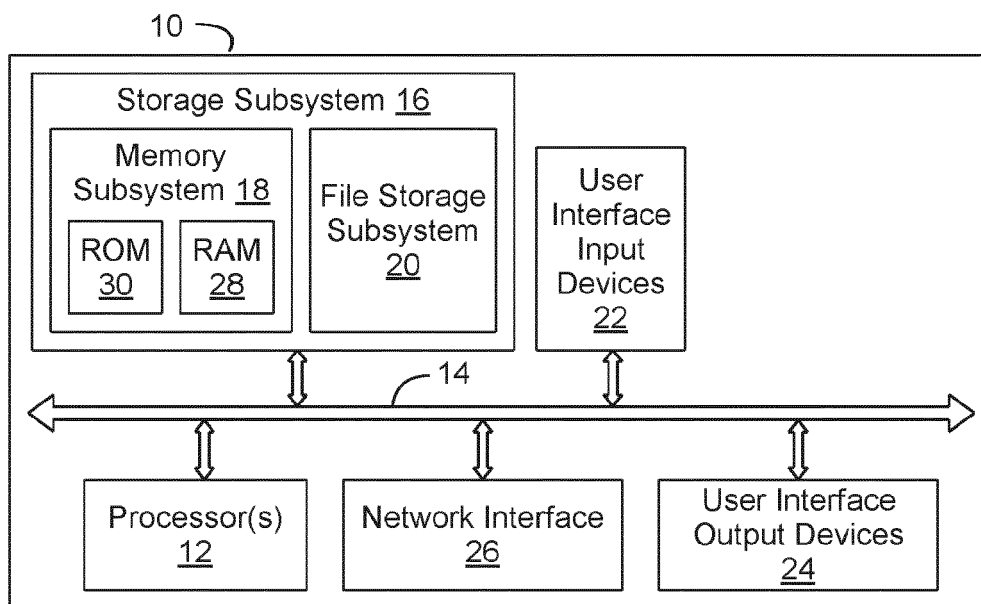 10
Storage Subsystem 16
Memory
Subsystem 18
ROM
30
RAM
28
File Storage
Subsystem
20
User
Interface
Input
Devices
22
14
Processor(s)
12
Network Interface
26
User Interface
Output Devices
24